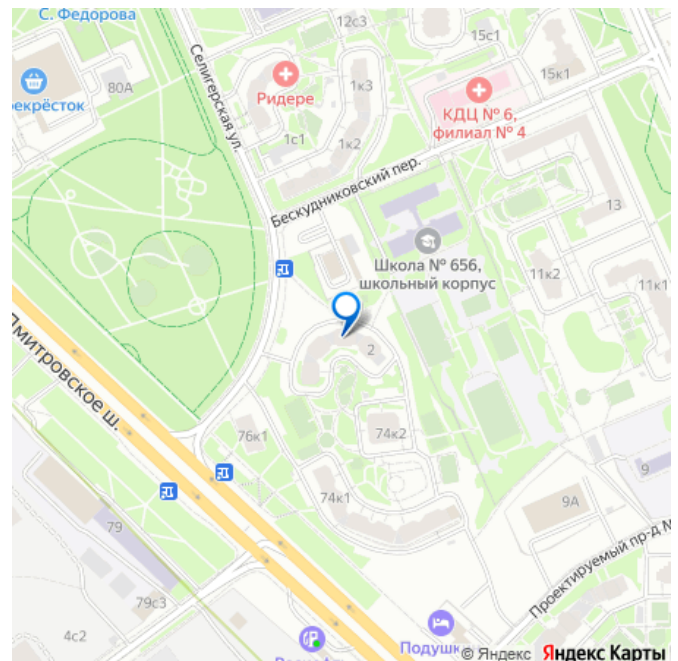 С. Федорова
12с3
15с1
80А
Селигерская ул.
Ридере
1к3
15к1
рекрёсток
КДЦ № 6,
филиал № 4
1с1
1к2
Бескудниковский пер.
13
Школа № 656,
школьный корпус
11к2
11к1
Дмитровское ш.
2
76к1
74к2
74к1
9
9А
79
Проектируемый пр-д №
79с3
4с2
Подушк
© Яндекс Яндекс Карты